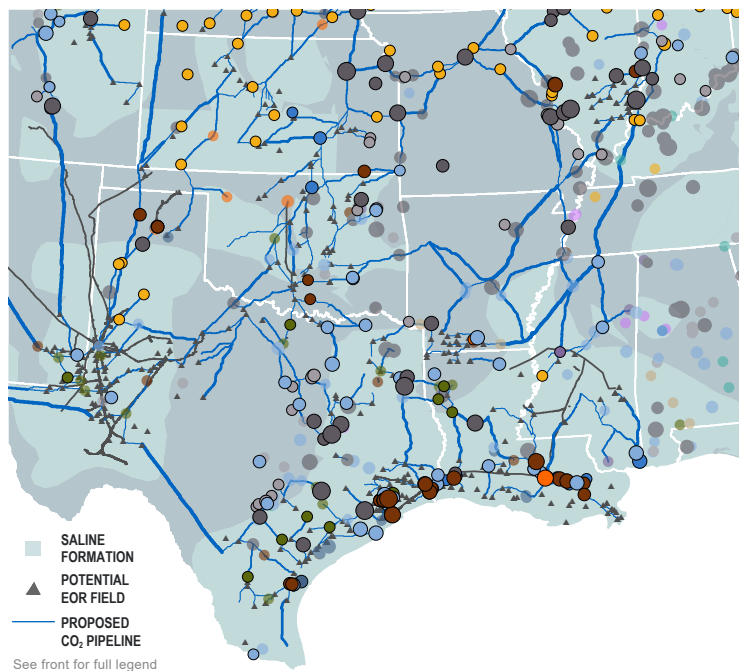 SALINE
FORMATION
POTENTIAL
EOR FIELD
PROPOSED
CO₂ PIPELINE
See front for full legend